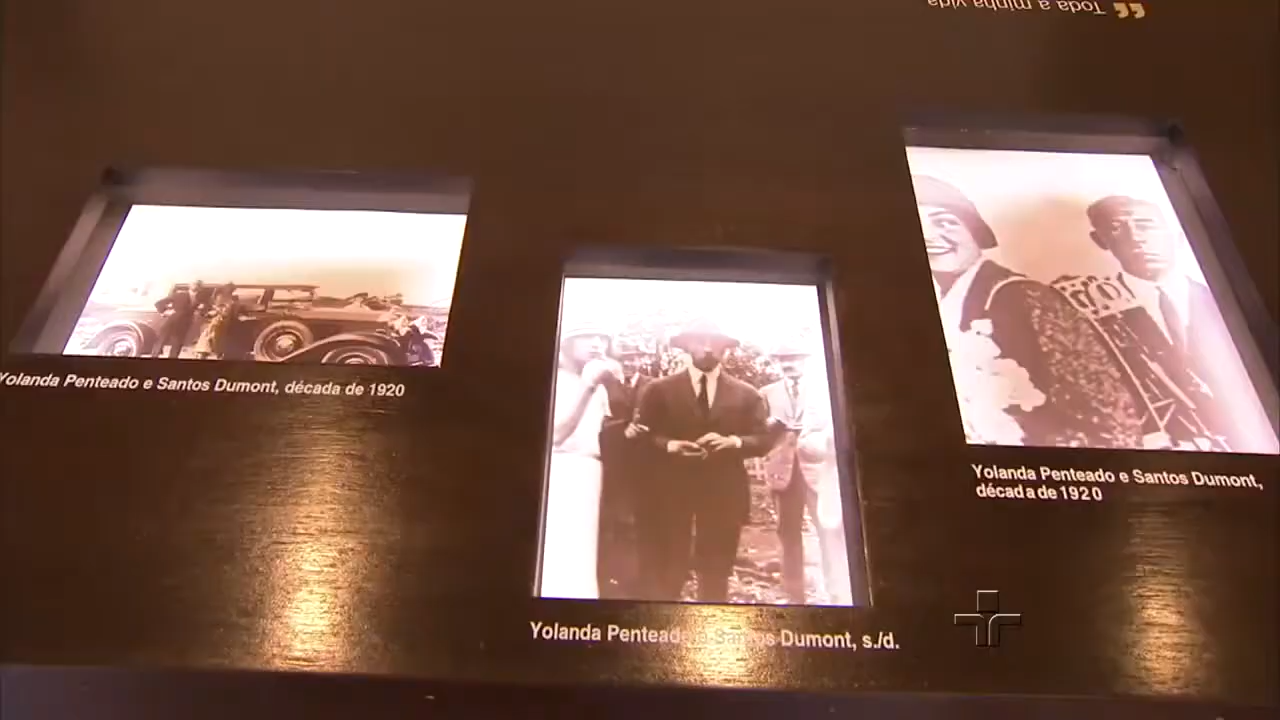 ” Toda a minha vida
Yolanda Penteado e Santos Dumont, década de 1920
Yolanda Penteado e Santos Dumont, s./d.
Yolanda Penteado e Santos Dumont,
década de 1920